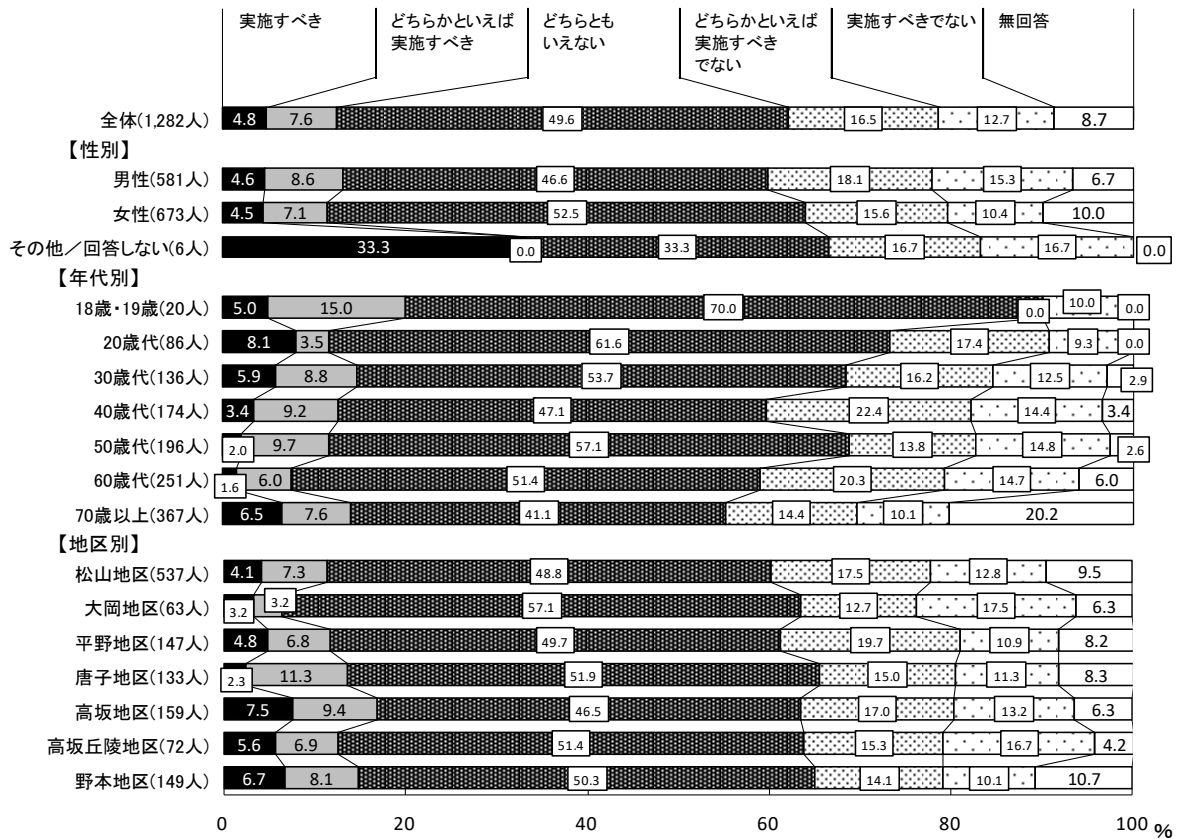 実施すべき
どちらかといえば
実施すべき
どちらとも
いえない
どちらかといえば
実施すべき
でない
実施すべきでない
無回答
全体(1,282人) 4.8 7.6 49.6 16.5 12.7 8.7
【性別】
男性(581人) 4.6 8.6 46.6 18.1 15.3 6.7
女性(673人) 4.5 7.1 52.5 15.6 10.4 10.0
その他／回答しない(6人) 33.3 0.0 33.3 16.7 16.7 0.0
【年代別】
18歳・19歳(20人) 5.0 15.0 70.0 0.0 10.0 0.0
20歳代(86人) 8.1 3.5 61.6 17.4 9.3 0.0
30歳代(136人) 5.9 8.8 53.7 16.2 12.5 2.9
40歳代(174人) 3.4 9.2 47.1 22.4 14.4 3.4
50歳代(196人) 2.0 9.7 57.1 13.8 14.8 2.6
60歳代(251人) 1.6 6.0 51.4 20.3 14.7 6.0
70歳以上(367人) 6.5 7.6 41.1 14.4 10.1 20.2
【地区別】
松山地区(537人) 4.1 7.3 48.8 17.5 12.8 9.5
大岡地区(63人) 3.2 3.2 57.1 12.7 17.5 6.3
平野地区(147人) 4.8 6.8 49.7 19.7 10.9 8.2
唐子地区(133人) 2.3 11.3 51.9 15.0 11.3 8.3
高坂地区(159人) 7.5 9.4 46.5 17.0 13.2 6.3
高坂丘陵地区(72人) 5.6 6.9 51.4 15.3 16.7 4.2
野本地区(149人) 6.7 8.1 50.3 14.1 10.1 10.7
0 20 40 60 80 100 %